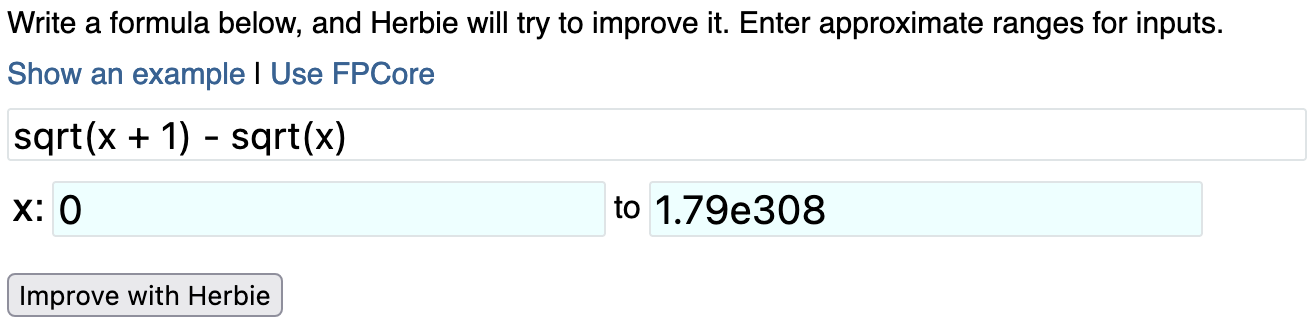 Write a formula below, and Herbie will try to improve it. Enter approximate ranges for inputs.
Show an example | Use FPCore
sqrt(x + 1) - sqrt(x)
x: 0 to 1.79e308
Improve with Herbie